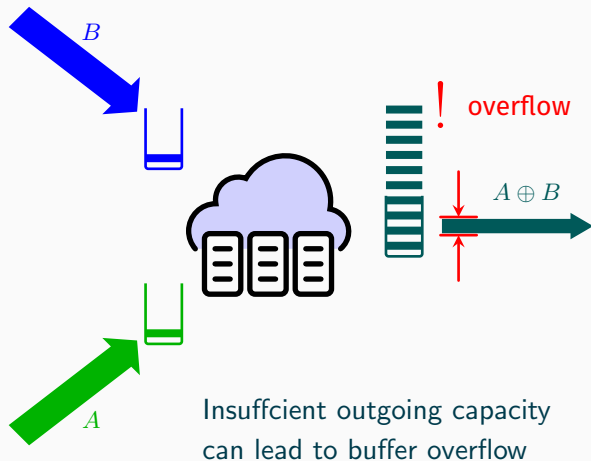 B
! overflow
A ⊕ B
A
Insuffcient outgoing capacity
can lead to buffer overflow